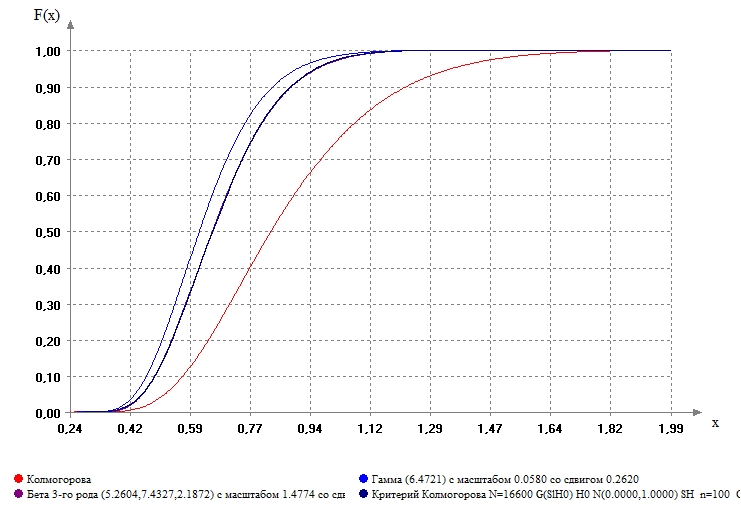 F(x)
1,00
0,90
0,80
0,70
0,60
0,50
0,40
0,30
0,20
0,10
0,00
0,24 0,42 0,59 0,77 0,94 1,12 1,29 1,47 1,64 1,82 1,99
x
Колмогорова
Гамма (6.4721) с масштабом 0.0580 со сдвигом 0.2620
Бета 3-го рода (5.2604,7.4327,2.1872) с масштабом 1.4774 со сдв
Критерий Колмогорова N=16600 G(S|H0) H0 N(0.0000,1.0000) SH n=100